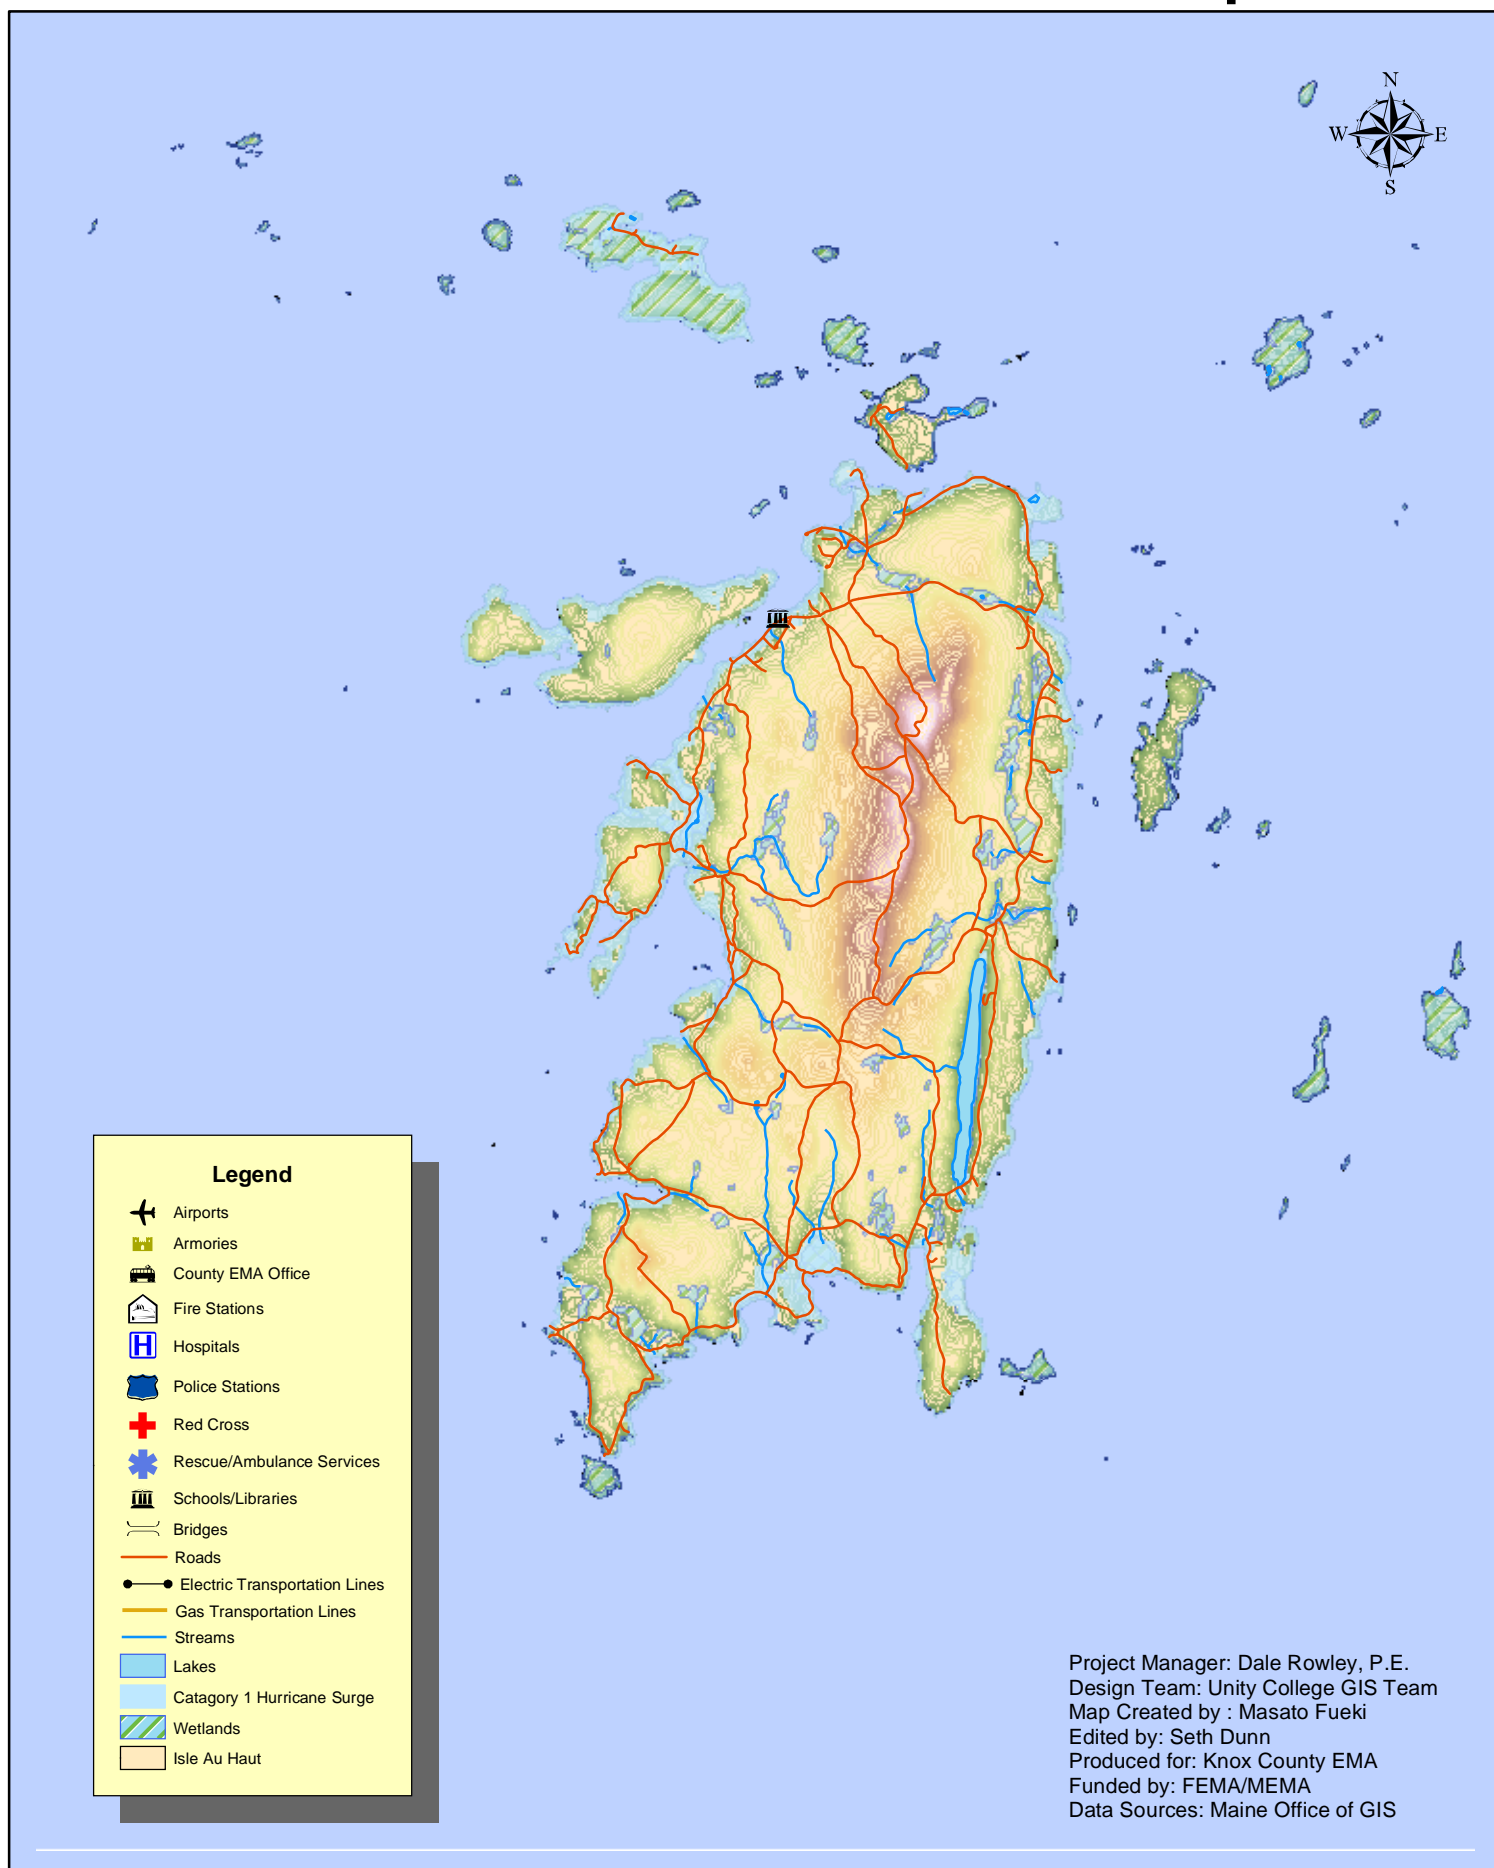 N
W E
S
Legend
Airports
Armories
County EMA Office
Fire Stations
Hospitals
Police Stations
Red Cross
Rescue/Ambulance Services
Schools/Libraries
Bridges
Roads
Electric Transportation Lines
Gas Transportation Lines
Streams
Lakes
Catagory 1 Hurricane Surge
Wetlands
Isle Au Haut
Project Manager: Dale Rowley, P.E.
Design Team: Unity College GIS Team
Map Created by : Masato Fueki
Edited by: Seth Dunn
Produced for: Knox County EMA
Funded by: FEMA/MEMA
Data Sources: Maine Office of GIS